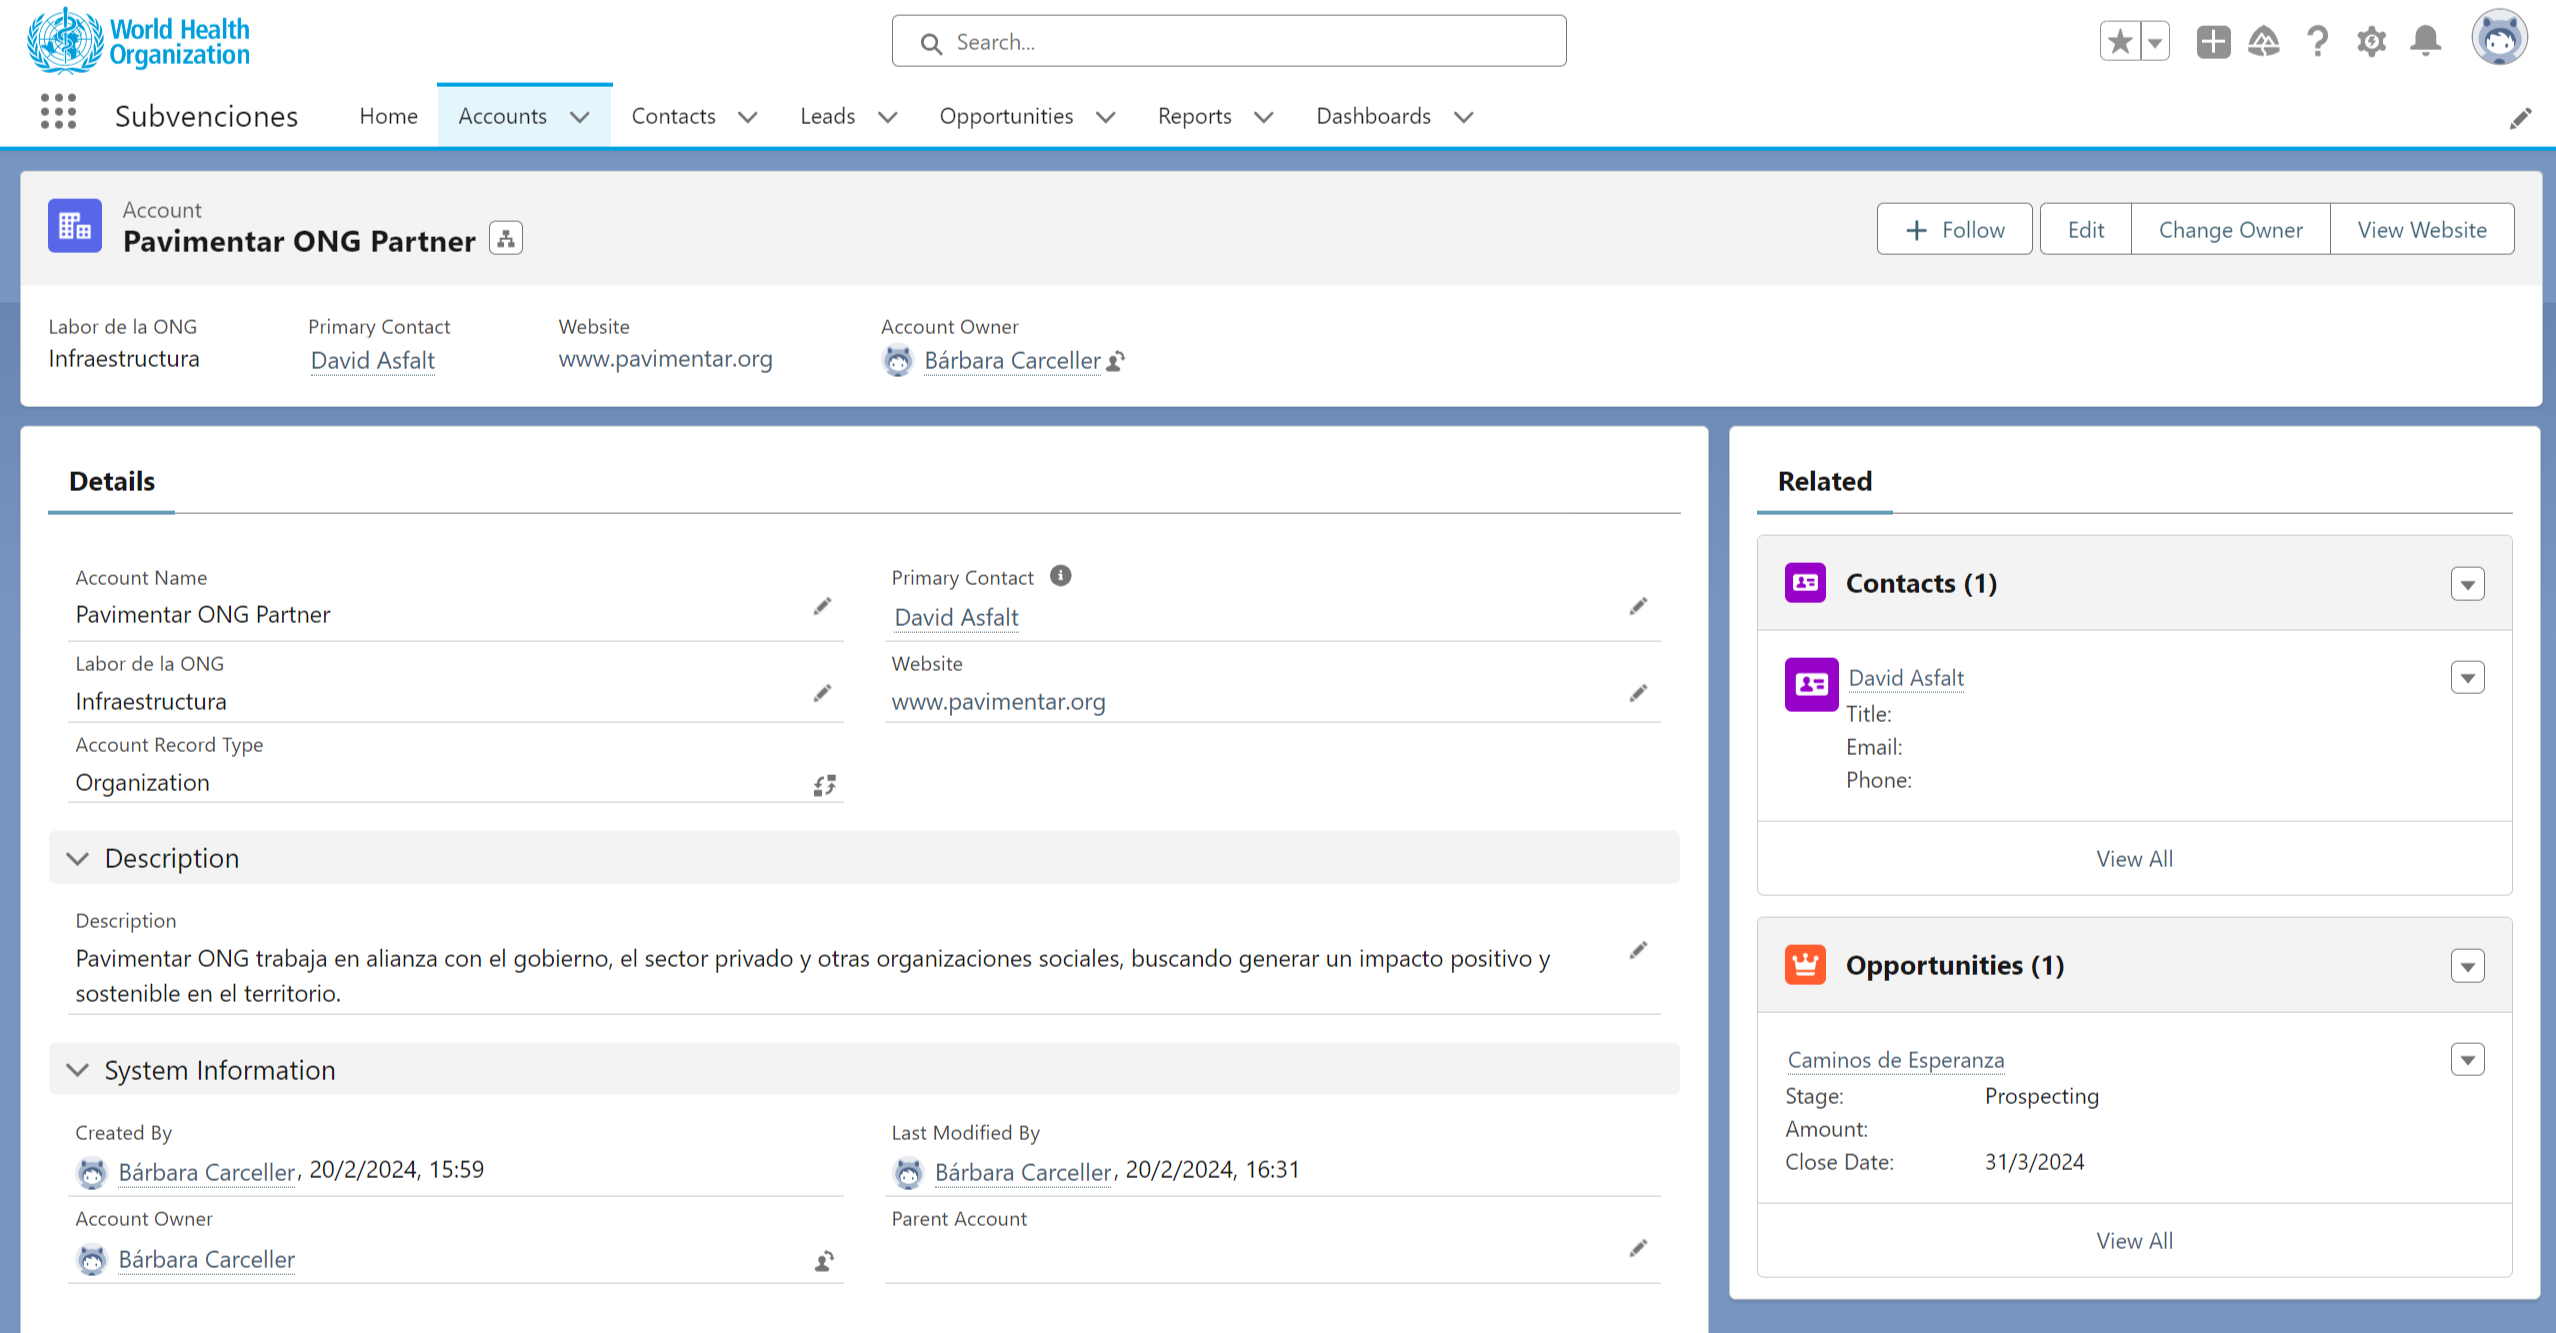 World Health
Organization
Search...
Subvenciones
Home
Accounts
Contacts
Leads
Opportunities
Reports
Dashboards
Account
Pavimentar ONG Partner
Follow
Edit
Change Owner
View Website
Labor de la ONG
Infraestructura
Primary Contact
David Asfalt
Website
www.pavimentar.org
Account Owner
Bárbara Carceller
Details
Account Name
Pavimentar ONG Partner
Primary Contact
David Asfalt
Labor de la ONG
Infraestructura
Website
www.pavimentar.org
Account Record Type
Organization
Description
Description
Pavimentar ONG trabaja en alianza con el gobierno, el sector privado y otras organizaciones sociales, buscando generar un impacto positivo y
sostenible en el territorio.
System Information
Created By
Bárbara Carceller, 20/2/2024, 15:59
Last Modified By
Bárbara Carceller, 20/2/2024, 16:31
Account Owner
Bárbara Carceller
Parent Account
Related
Contacts (1)
David Asfalt
Title:
Email:
Phone:
View All
Opportunities (1)
Caminos de Esperanza
Stage: Prospecting
Amount:
Close Date: 31/3/2024
View All